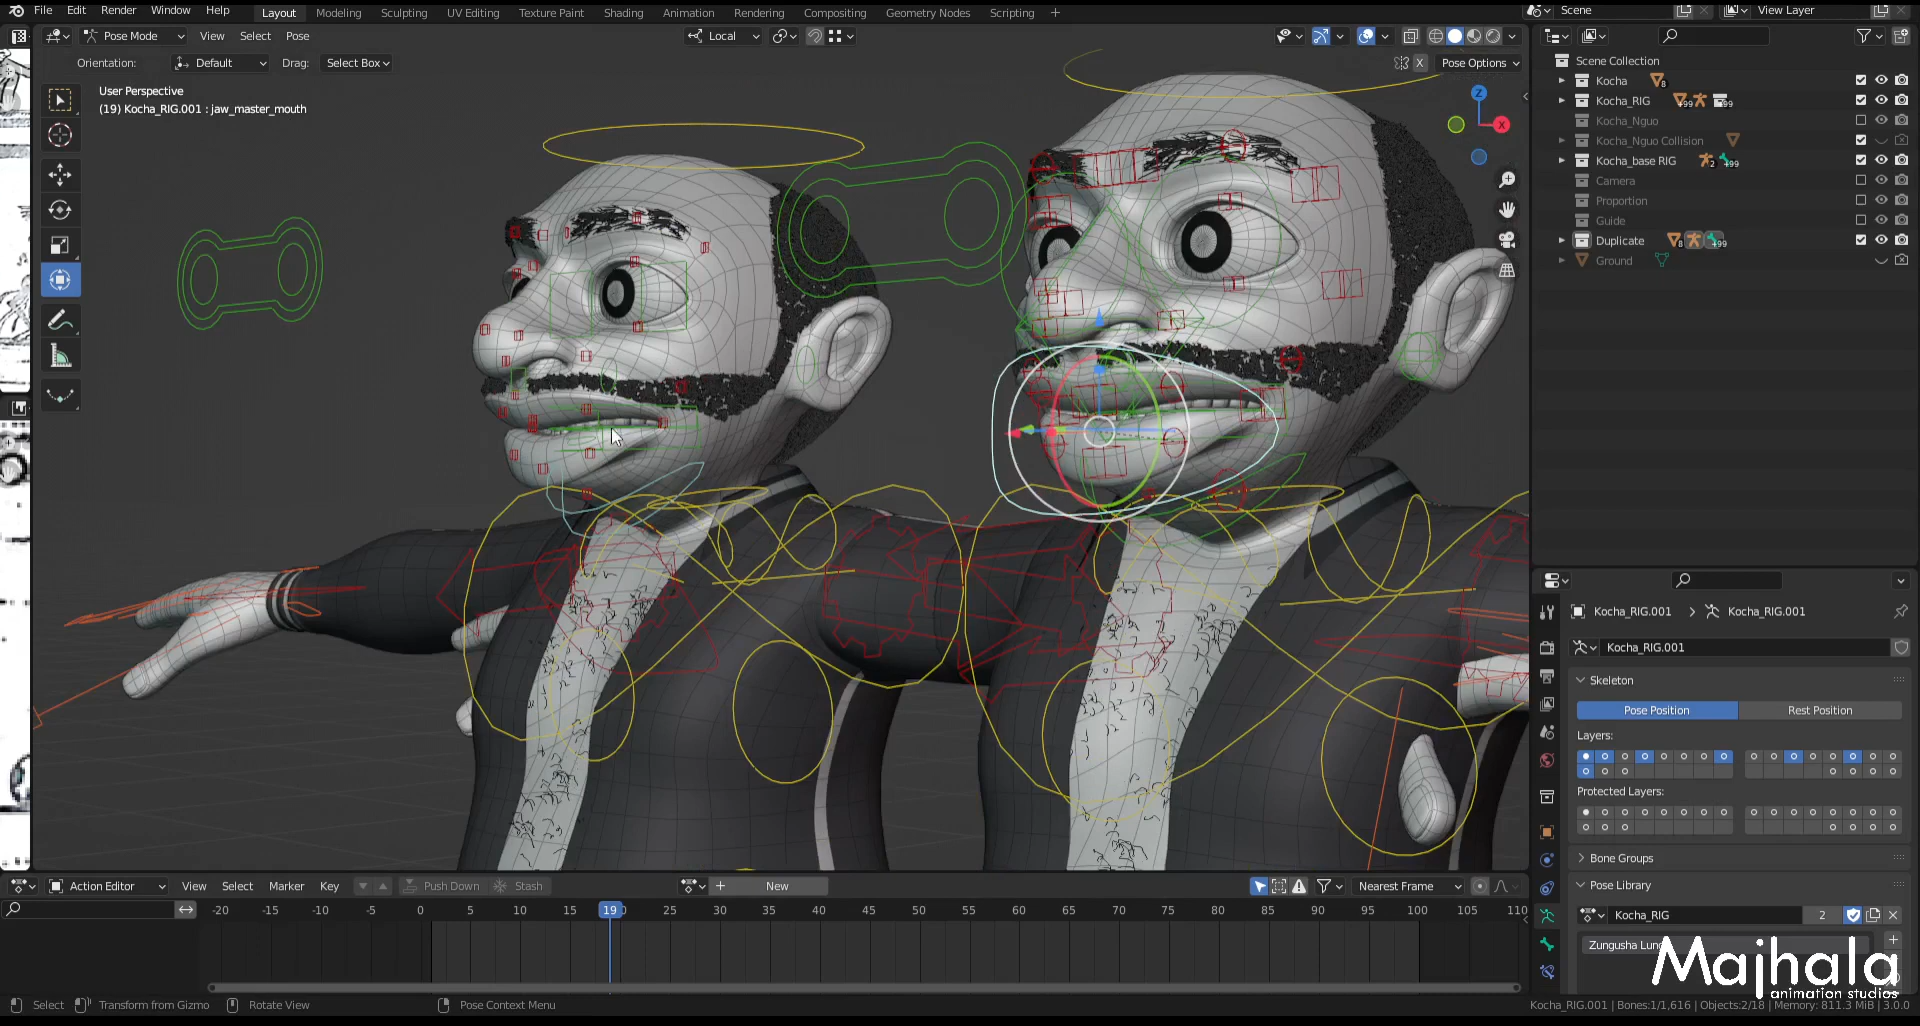 File Edit Render Window Help Layout Modeling Sculpting UV Editing Texture Paint Shading Animation Rendering Compositing Geometry Nodes Scripting + Scene View Layer
Pose Mode View Select Pose Local
Orientation: Default Drag: Select Box X Pose Options
User Perspective
(19) Kocha_RIG.001 : jaw_master_mouth
Z
X
Scene Collection
Kocha 8
Kocha_RIG +99 +99
Kocha_Nguo
Kocha_Nguo Collision
Kocha_base RIG 2 +99
Camera
Proportion
Guide
Duplicate 8 +99
Ground
Kocha_RIG.001 Kocha_RIG.001
Kocha_RIG.001
Skeleton
Pose Position Rest Position
Layers:
Protected Layers:
Bone Groups
Pose Library
Kocha_RIG 2
Action Editor View Select Marker Key Push Down Stash + New Nearest Frame
-20 -15 -10 -5 0 5 10 15 19 25 30 35 40 45 50 55 60 65 70 75 80 85 90 95 100 105 110
Majhala
animation studios
Select Transform from Gizmo Rotate View Pose Context Menu Kocha_RIG.001 | Bones:1/1,616 | Objects:2/18 | Memory: 811.3 MiB | 3.0.0